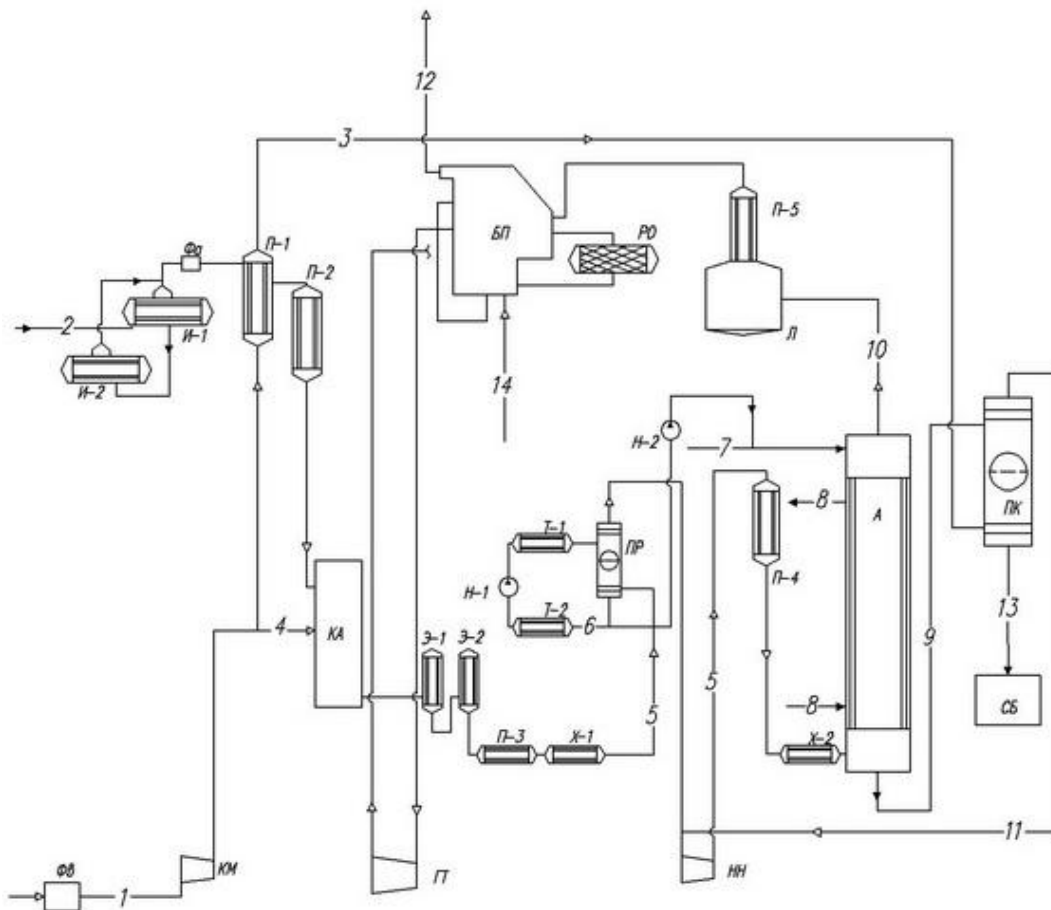 12
3
П-5
П-1
Фа
П-2
БП
РО
2
И-1
Л
10
И-2
14
Н-2
7
Т-1
8
А
ПК
ПР
П-4
Н-1
13
4
КА
Т-2
6
9
Э-1
Э-2
5
5
8
СБ
П-3
Х-1
Х-2
11
ФВ
1
КМ
ГТ
НН